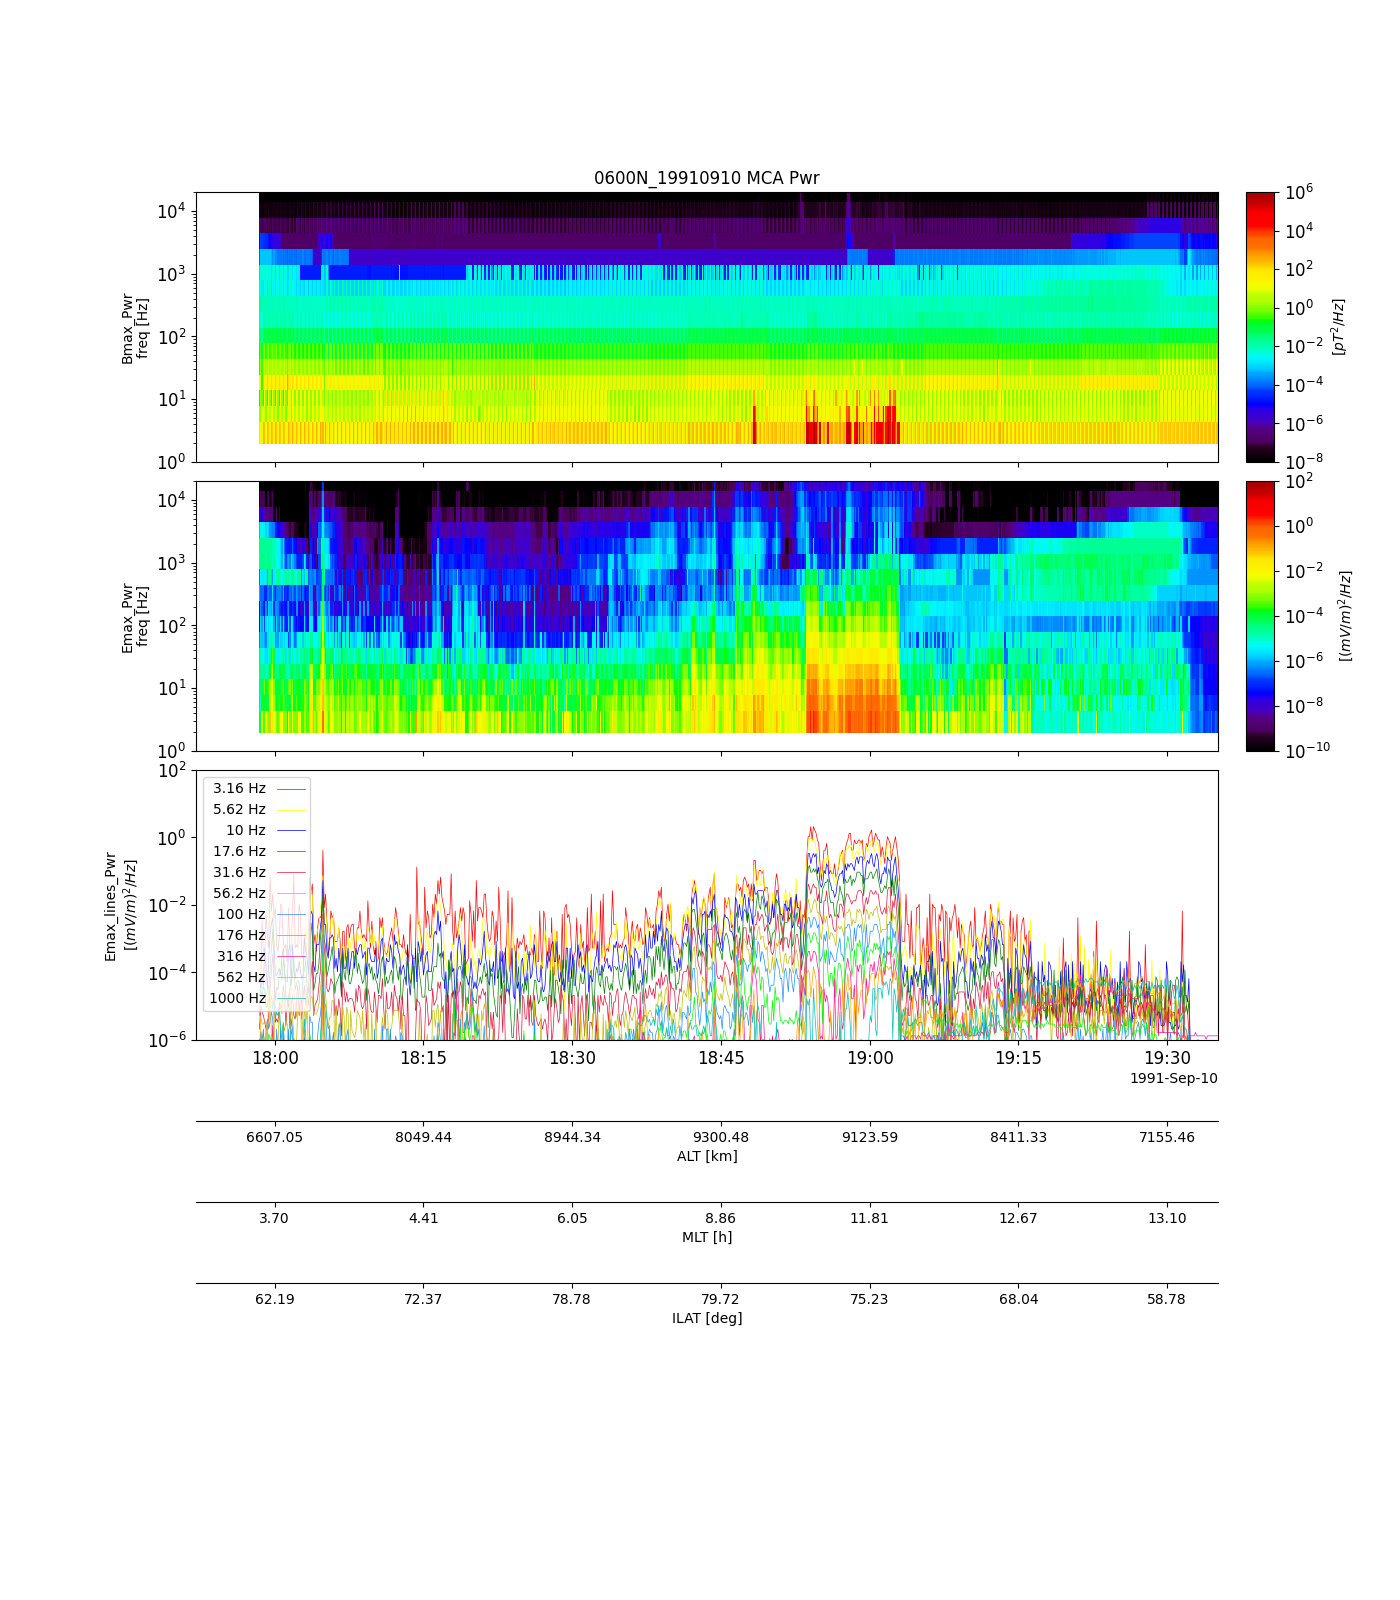 0600N_19910910 MCA Pwr
10^4
10^3
10^2
10^1
10^0
Bmax_Pwr
freq [Hz]
10^6
10^4
10^2
10^0
10^-2
10^-4
10^-6
10^-8
[pT^2/Hz]
10^4
10^3
10^2
10^1
10^0
Emax_Pwr
freq [Hz]
10^2
10^0
10^-2
10^-4
10^-6
10^-8
10^-10
[(mV/m)^2/Hz]
10^2
10^0
10^-2
10^-4
10^-6
Emax_lines_Pwr
[(mV/m)^2/Hz]
3.16 Hz
5.62 Hz
10 Hz
17.6 Hz
31.6 Hz
56.2 Hz
100 Hz
176 Hz
316 Hz
562 Hz
1000 Hz
18:00 18:15 18:30 18:45 19:00 19:15 19:30
1991-Sep-10
6607.05 8049.44 8944.34 9300.48 9123.59 8411.33 7155.46
ALT [km]
3.70 4.41 6.05 8.86 11.81 12.67 13.10
MLT [h]
62.19 72.37 78.78 79.72 75.23 68.04 58.78
ILAT [deg]